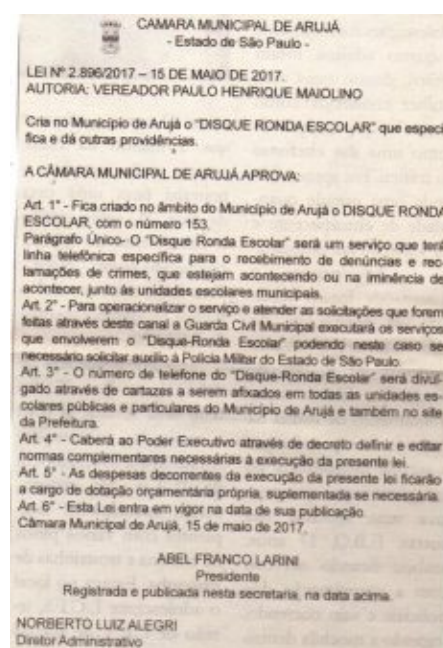 CAMARA MUNICIPAL DE ARUJÁ
- Estado de São Paulo -
LEI Nº 2.896/2017 – 15 DE MAIO DE 2017.
AUTORIA: VEREADOR PAULO HENRIQUE MAIOLINO
Cria no Município de Arujá o "DISQUE RONDA ESCOLAR" que especi
fica e dá outras providências.
A CÂMARA MUNICIPAL DE ARUJÁ APROVA:
Art. 1º - Fica criado no âmbito do Município de Arujá o DISQUE RONDA
ESCOLAR, com o número 153.
Parágrafo Único- O "Disque Ronda Escolar" será um serviço que terá
linha telefônica específica para o recebimento de denúncias e rec-
lamações de crimes, que estejam acontecendo ou na iminência de
acontecer, junto às unidades escolares municipais.
Art. 2º - Para operacionalizar o serviço e atender as solicitações que forem
feitas através deste canal a Guarda Civil Municipal executará os serviços
que envolverem o "Disque-Ronda Escolar" podendo neste caso se
necessário solicitar auxílio à Polícia Militar do Estado de São Paulo.
Art. 3º - O número de telefone do "Disque-Ronda Escolar" será divul-
gado através de cartazes a serem afixados em todas as unidades es-
colares públicas e particulares do Município de Arujá e também no site
da Prefeitura.
Art. 4º - Caberá ao Poder Executivo através de decreto definir e editar
normas complementares necessárias à execução da presente lei.
Art. 5º - As despesas decorrentes da execução da presente lei ficarão
a cargo de dotação orçamentária própria, suplementada se necessária.
Art. 6º - Esta Lei entra em vigor na data de sua publicação.
Câmara Municipal de Arujá, 15 de maio de 2017.
ABEL FRANCO LARINI
Presidente
Registrada e publicada nesta secretaria, na data acima.
NORBERTO LUIZ ALEGRI
Diretor Administrativo